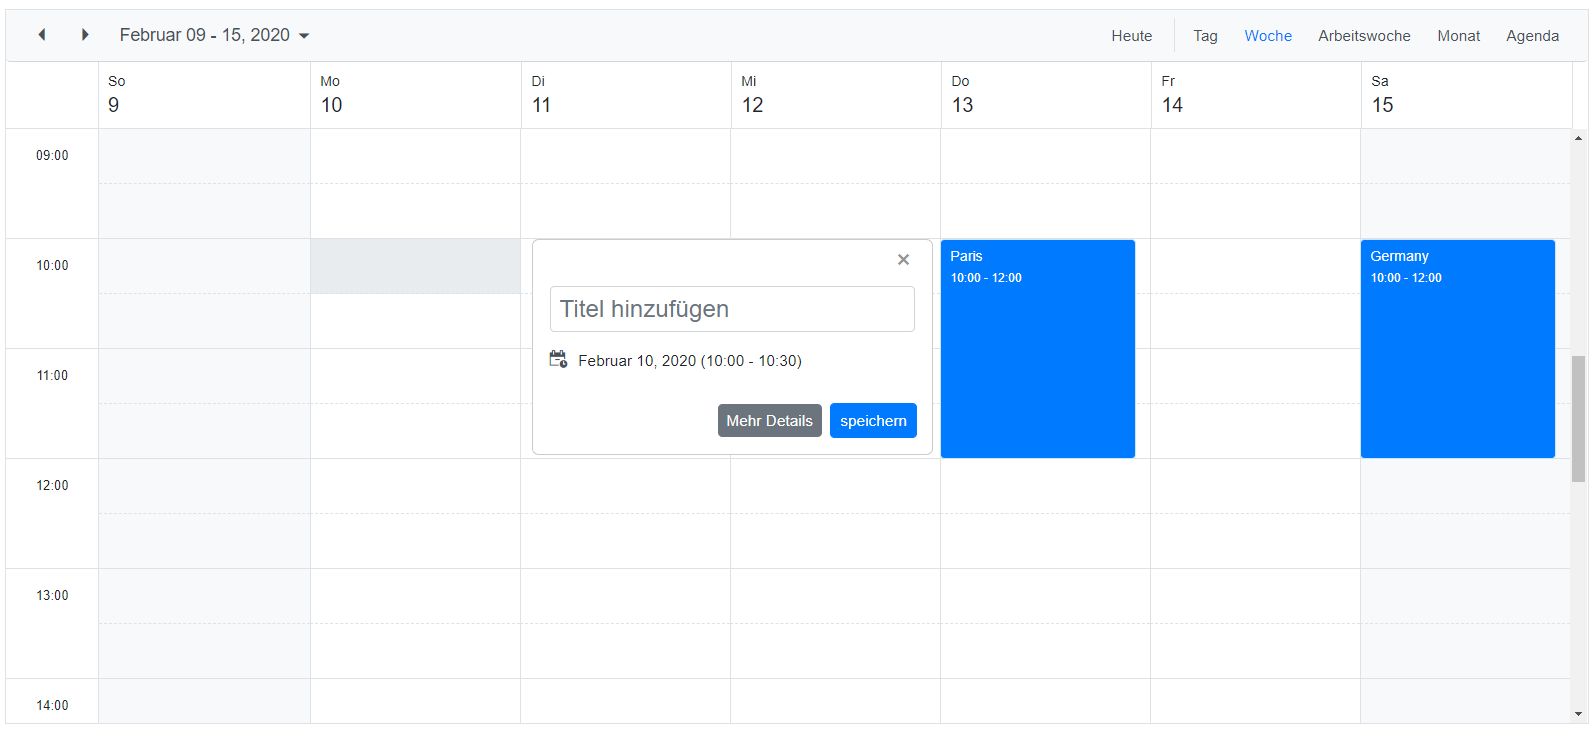 Februar 09 - 15, 2020
Heute Tag Woche Arbeitswoche Monat Agenda
So Mo Di Mi Do Fr Sa
9 10 11 12 13 14 15
09:00
10:00
Paris
10:00 - 12:00
Germany
10:00 - 12:00
Titel hinzufügen
Februar 10, 2020 (10:00 - 10:30)
Mehr Details speichern
11:00
12:00
13:00
14:00